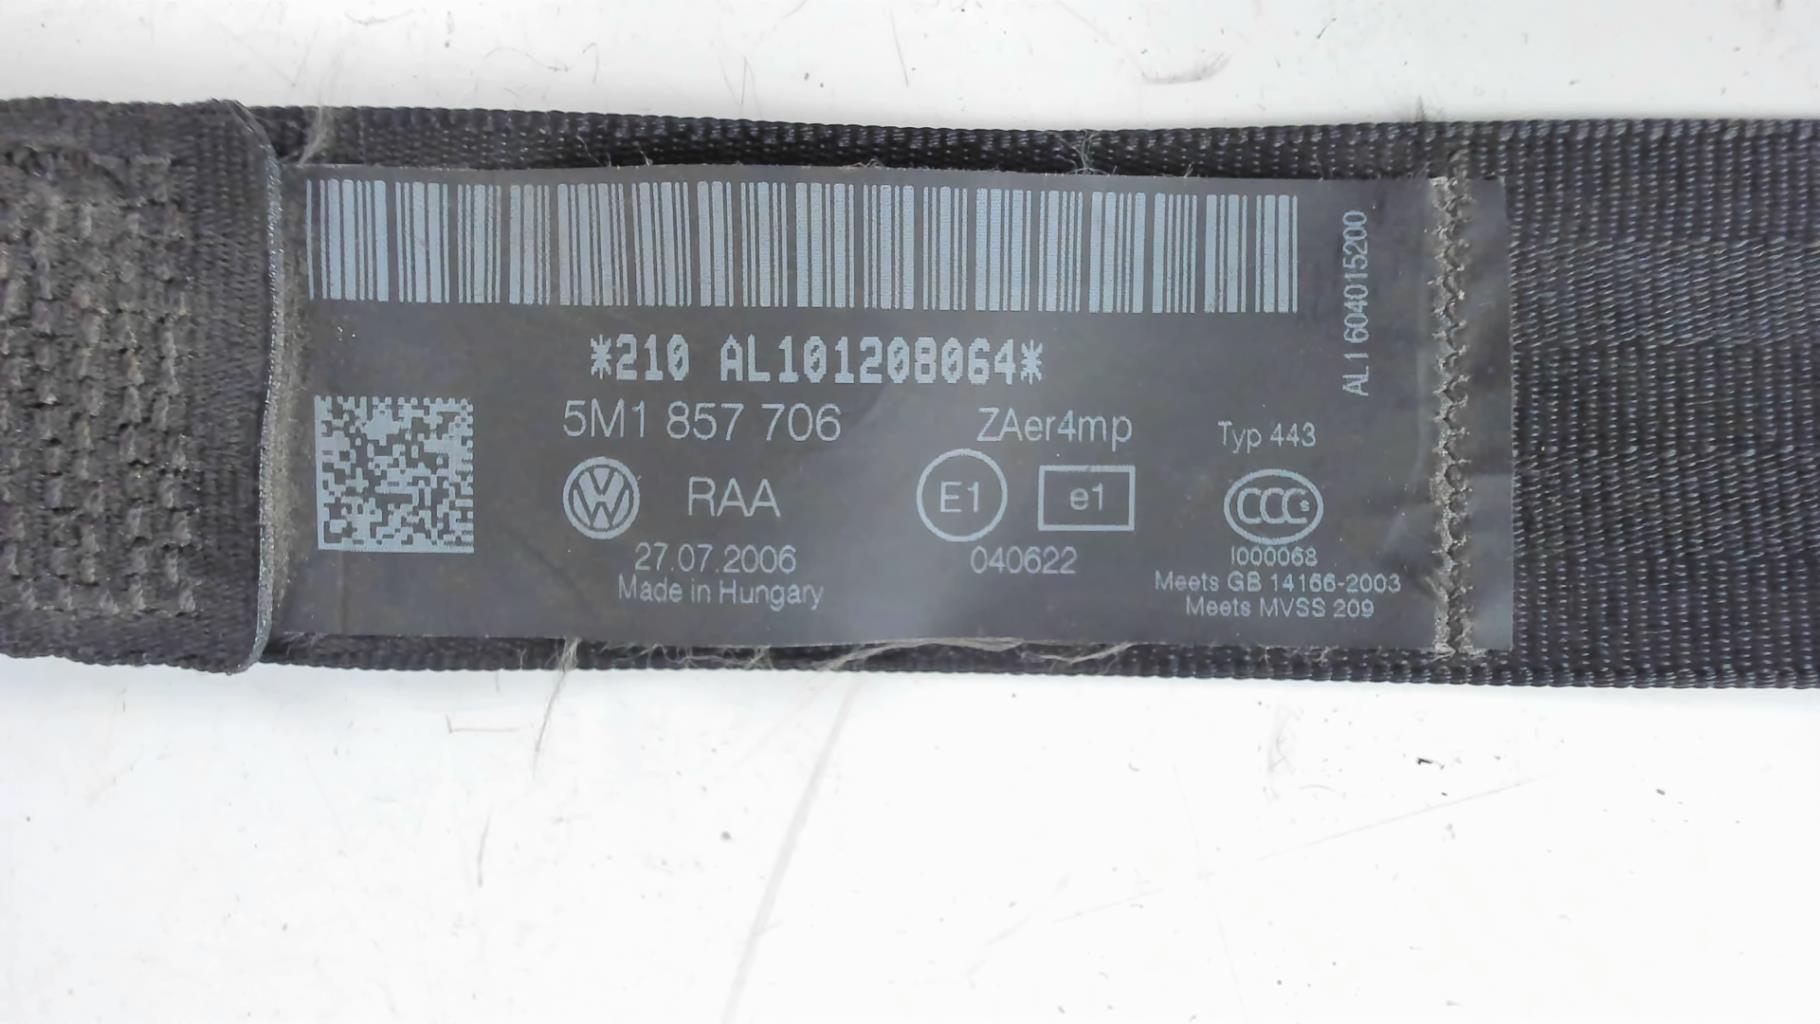 *210 AL101208064*
5M1 857 706
ZAer4mp
Typ 443
RAA
E1
e1
CCCs
27.07.2006
040622
I000068
Made in Hungary
Meets GB 14166-2003
Meets MVSS 209
AL1 604015200